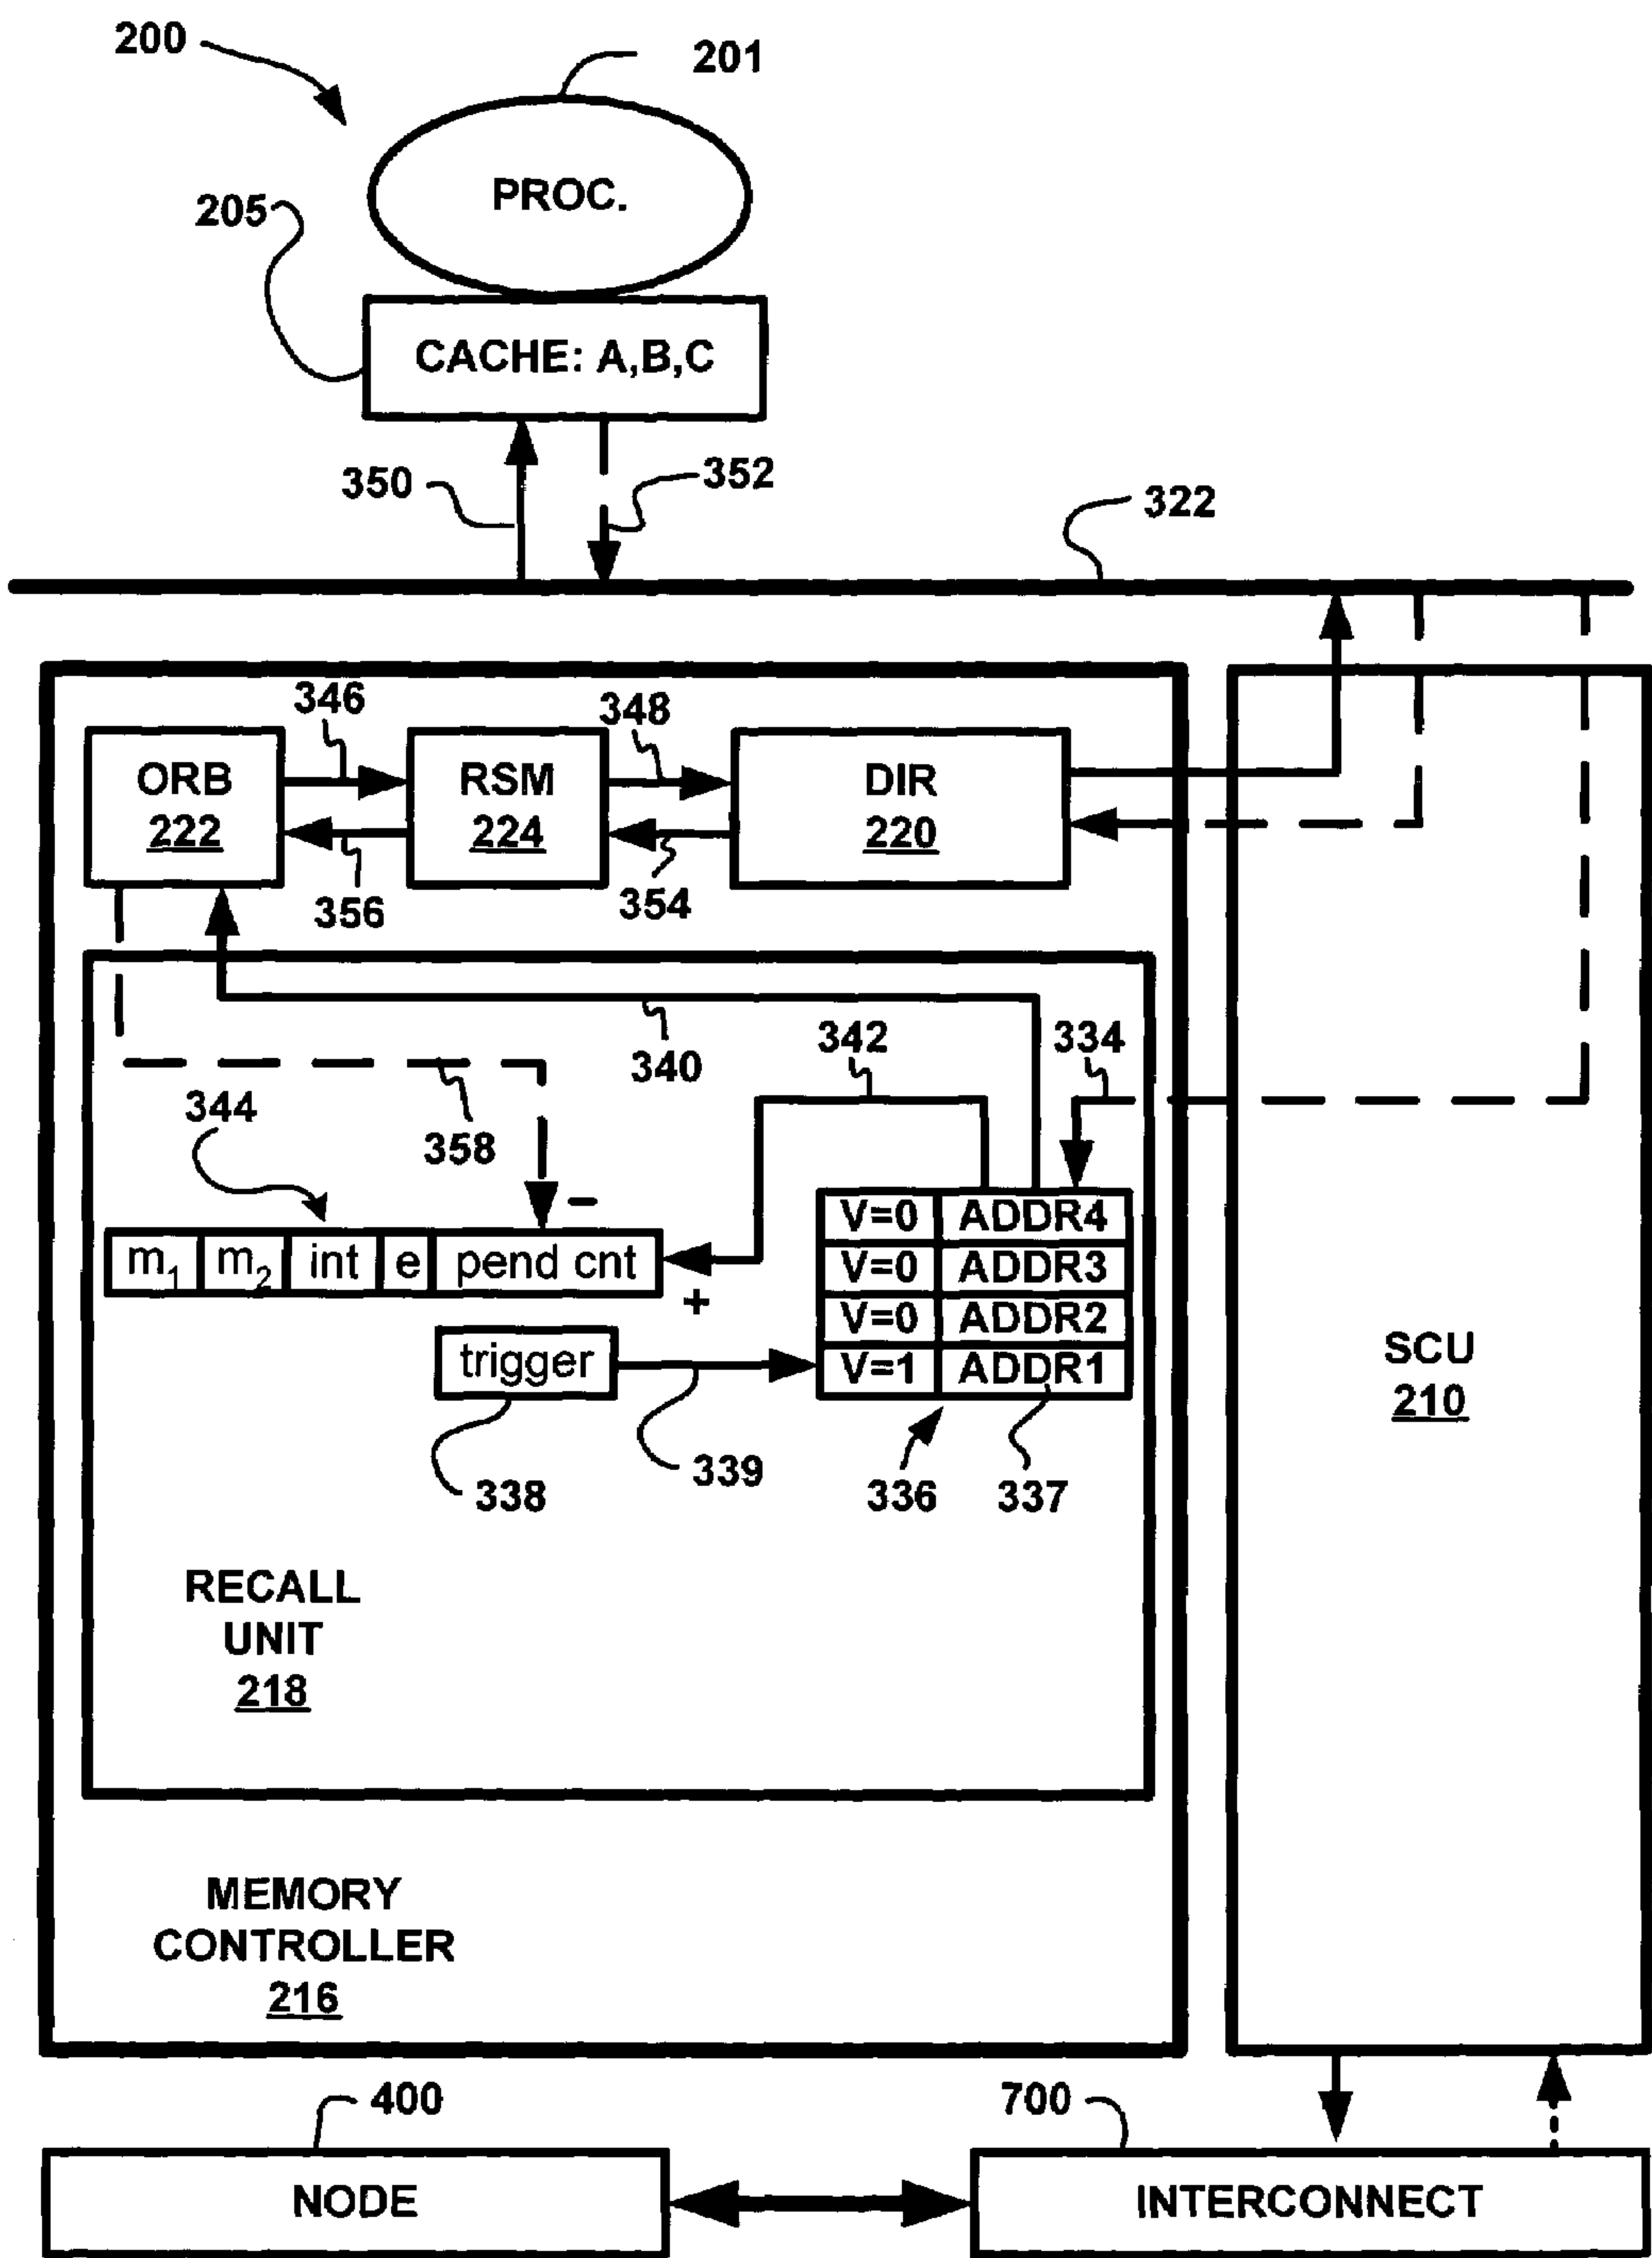 200
201
PROC.
205
CACHE: A,B,C
350
352
322
346
348
ORB
222
RSM
224
DIR
220
356
354
342
334
340
344
358
–
m1 m2 int e pend cnt
+
V=0 ADDR4
V=0 ADDR3
V=0 ADDR2
V=1 ADDR1
trigger
338
339
336
337
SCU
210
RECALL
UNIT
218
MEMORY
CONTROLLER
216
400
700
NODE
INTERCONNECT